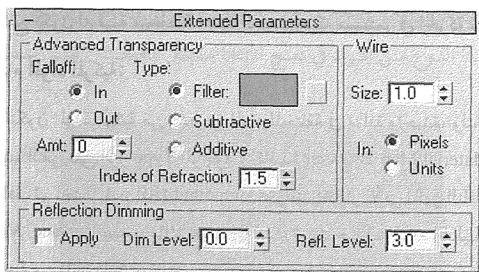 Extended Parameters
Advanced Transparency
Wire
Falloff: Type:
In Filter:
Size: 1.0
Out Subtractive
In: Pixels
Amt: 0 Additive
Units
Index of Refraction: 1.5
Reflection Dimming
Apply Dim Level: 0.0 Refl. Level: 3.0